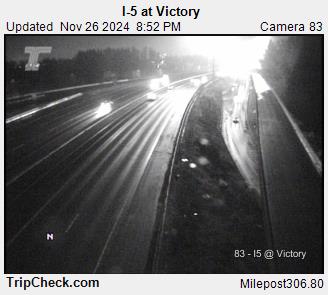 I-5 at Victory
Updated Nov 26 2024 8:52 PM Camera 83
T
N
83 - I5 @ Victory
TripCheck.com Milepost306.80